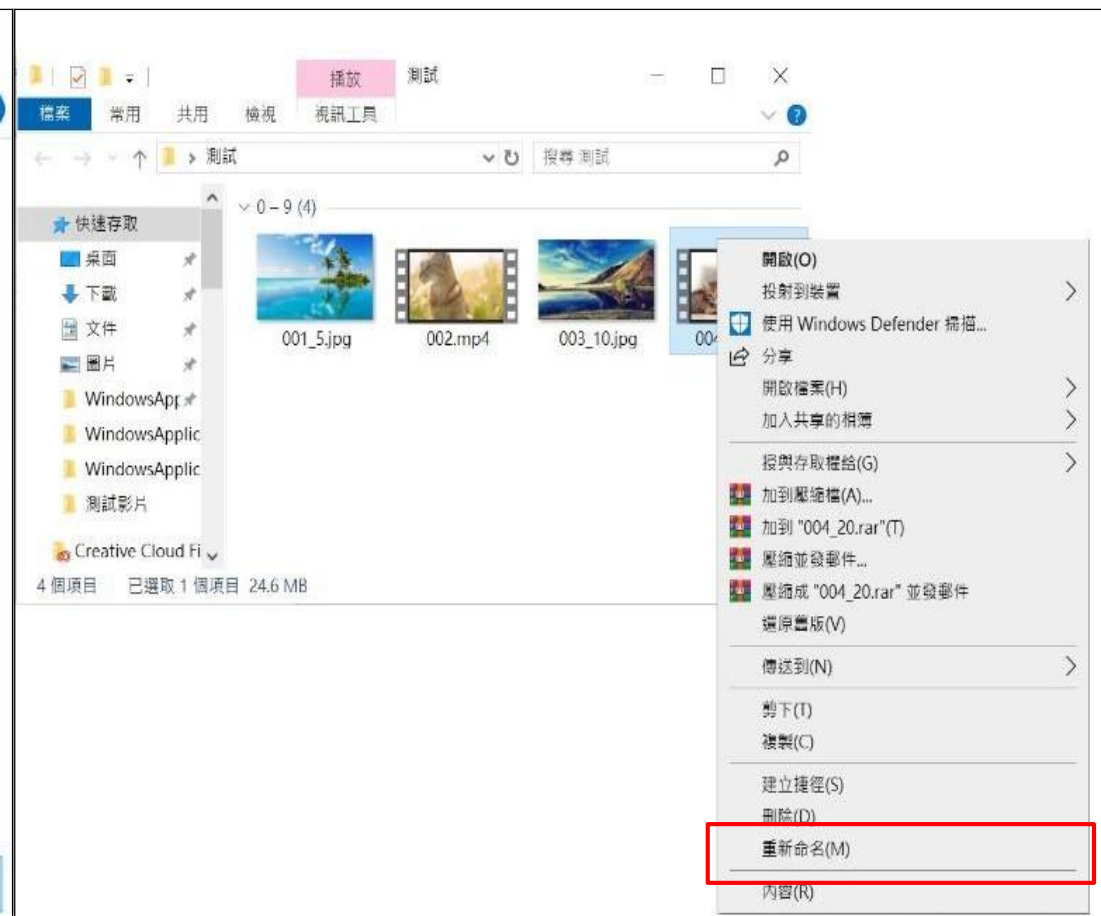 播放 測試
檔案 常用 共用 檢視 視訊工具
測試 搜尋 測試
0 – 9 (4)
快速存取
桌面
下載
文件
圖片
WindowsApp
WindowsApplic
WindowsApplic
測試影片
Creative Cloud Fi
001_5.jpg 002.mp4 003_10.jpg 004
4 個項目 已選取 1 個項目 24.6 MB
開啟(O)
投射到裝置
使用 Windows Defender 掃描...
分享
開啟檔案(H)
加入共享的相簿
授與存取權給(G)
加到壓縮檔(A)...
加到 "004_20.rar"(T)
壓縮並發郵件...
壓縮成 "004_20.rar" 並發郵件
還原舊版(V)
傳送到(N)
剪下(T)
複製(C)
建立捷徑(S)
刪除(D)
重新命名(M)
內容(R)